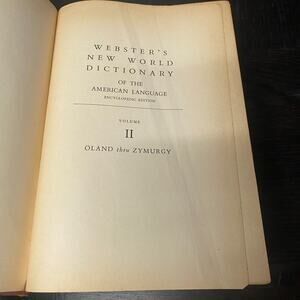 WEBSTER'S
NEW WORLD
DICTIONARY
OF THE
AMERICAN LANGUAGE
ENCYCLOPEDIC EDITION
VOLUME
II
OLAND thru ZYMURGY